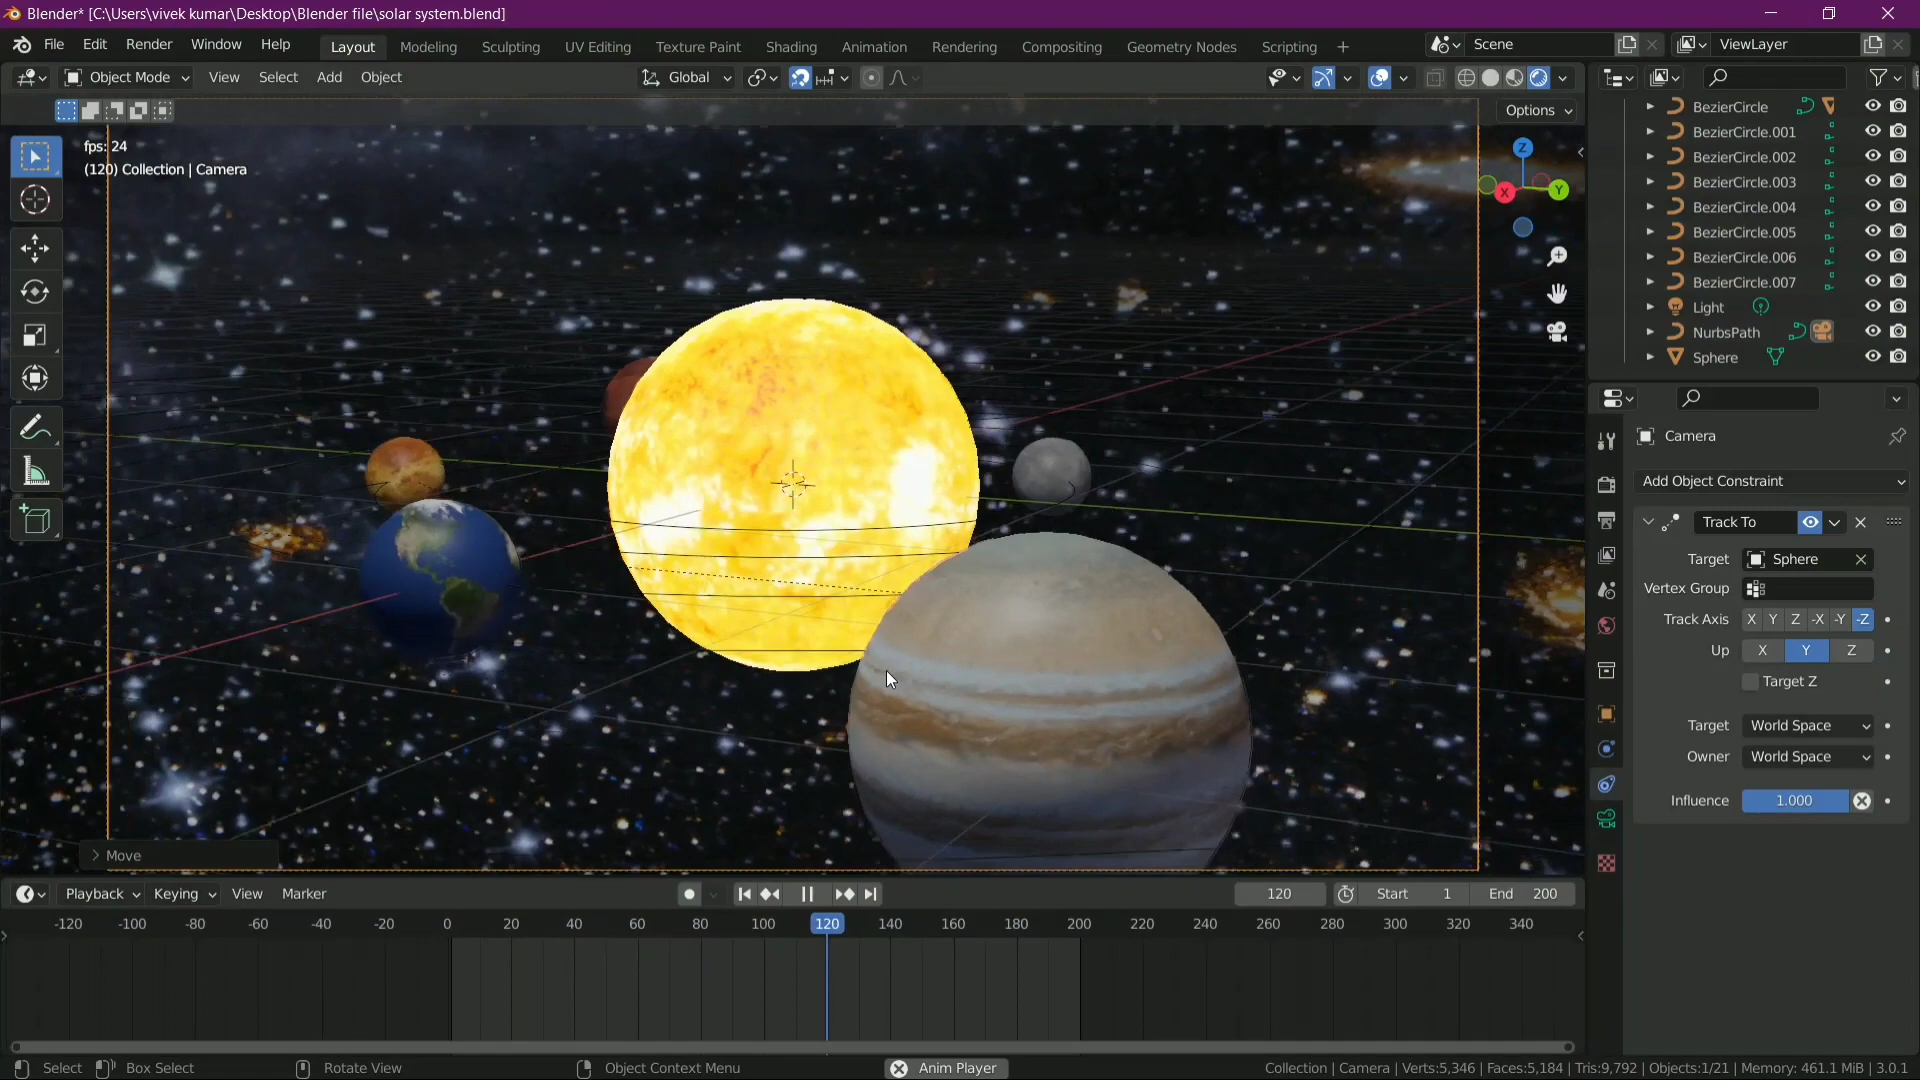 Blender* [C:\Users\vivek kumar\Desktop\Blender file\solar system.blend]
File Edit Render Window Help Layout Modeling Sculpting UV Editing Texture Paint Shading Animation Rendering Compositing Geometry Nodes Scripting + Scene ViewLayer
Object Mode View Select Add Object Global
Options
fps: 24
(120) Collection | Camera
Z
X
Y
BezierCircle
BezierCircle.001
BezierCircle.002
BezierCircle.003
BezierCircle.004
BezierCircle.005
BezierCircle.006
BezierCircle.007
Light
NurbsPath
Sphere
Camera
Add Object Constraint
Track To
Target Sphere
Vertex Group
Track Axis X Y Z -X -Y -Z
Up X Y Z
Target Z
Target World Space
Owner World Space
Influence 1.000
Move
Playback Keying View Marker 120 Start 1 End 200
-120 -100 -80 -60 -40 -20 0 20 40 60 80 100 120 140 160 180 200 220 240 260 280 300 320 340
Select Box Select Rotate View Object Context Menu Anim Player Collection | Camera | Verts:5,346 | Faces:5,184 | Tris:9,792 | Objects:1/21 | Memory: 461.1 MiB | 3.0.1